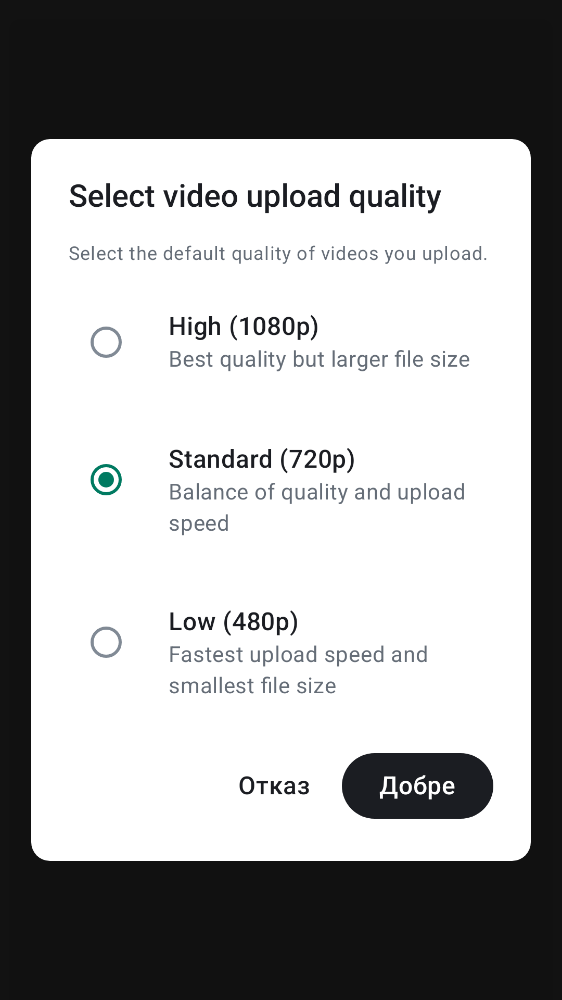 Select video upload quality
Select the default quality of videos you upload.
High (1080p)
Best quality but larger file size
Standard (720p)
Balance of quality and upload
speed
Low (480p)
Fastest upload speed and
smallest file size
Отказ
Добре